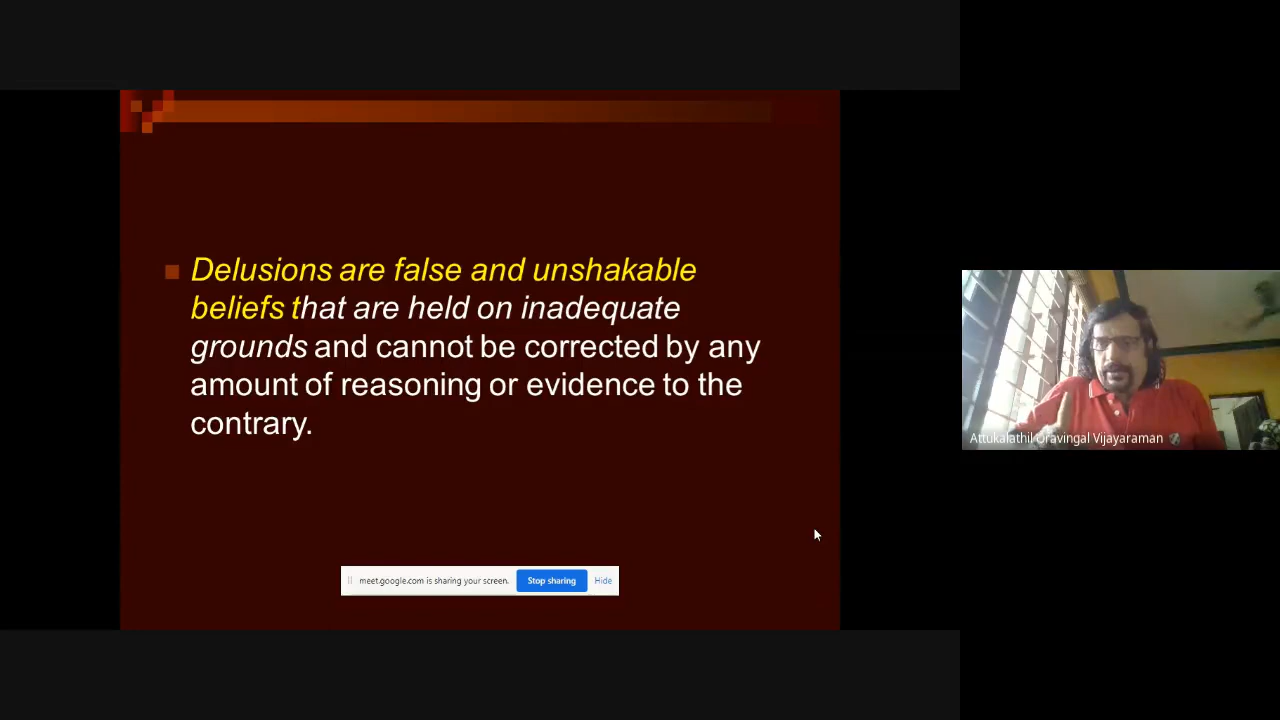 Delusions are false and unshakable
beliefs that are held on inadequate
grounds and cannot be corrected by any
amount of reasoning or evidence to the
contrary.
meet.google.com is sharing your screen. Stop sharing Hide
Attukalathil Oravingal Vijayaraman